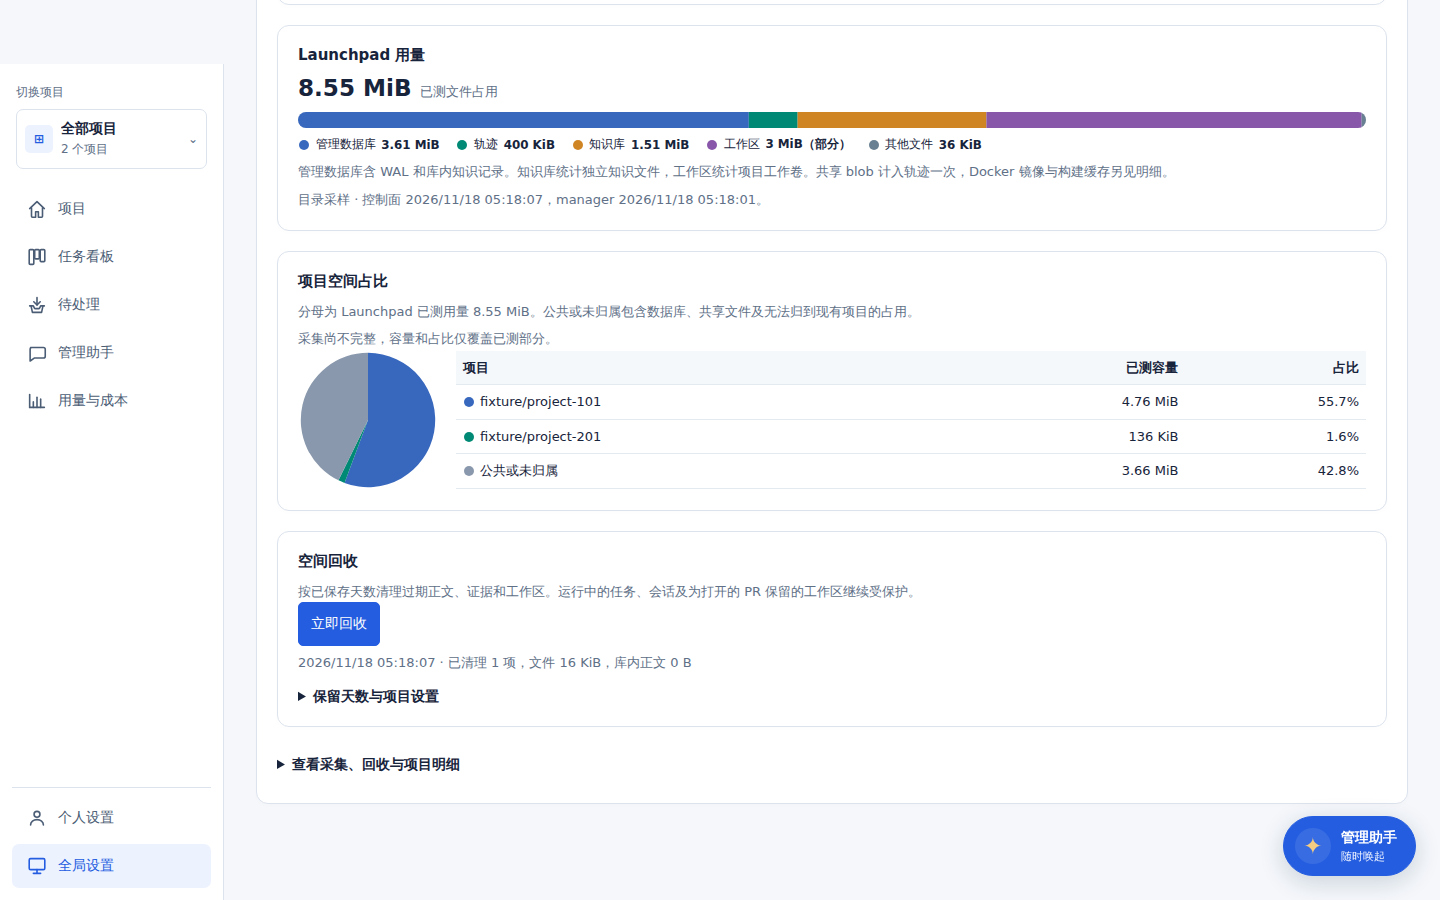 切换项目
全部项目
2 个项目
项目
任务看板
待处理
管理助手
用量与成本
个人设置
全局设置
Launchpad 用量
8.55 MiB 已测文件占用
管理数据库 3.61 MiB 轨迹 400 KiB 知识库 1.51 MiB 工作区 3 MiB（部分） 其他文件 36 KiB
管理数据库含 WAL 和库内知识记录。知识库统计独立知识文件，工作区统计项目工作卷。共享 blob 计入轨迹一次，Docker 镜像与构建缓存另见明细。
目录采样 · 控制面 2026/11/18 05:18:07，manager 2026/11/18 05:18:01。
项目空间占比
分母为 Launchpad 已测用量 8.55 MiB。公共或未归属包含数据库、共享文件及无法归到现有项目的占用。
采集尚不完整，容量和占比仅覆盖已测部分。
项目 已测容量 占比
fixture/project-101 4.76 MiB 55.7%
fixture/project-201 136 KiB 1.6%
公共或未归属 3.66 MiB 42.8%
空间回收
按已保存天数清理过期正文、证据和工作区。运行中的任务、会话及为打开的 PR 保留的工作区继续受保护。
立即回收
2026/11/18 05:18:07 · 已清理 1 项，文件 16 KiB，库内正文 0 B
保留天数与项目设置
查看采集、回收与项目明细
管理助手
随时唤起